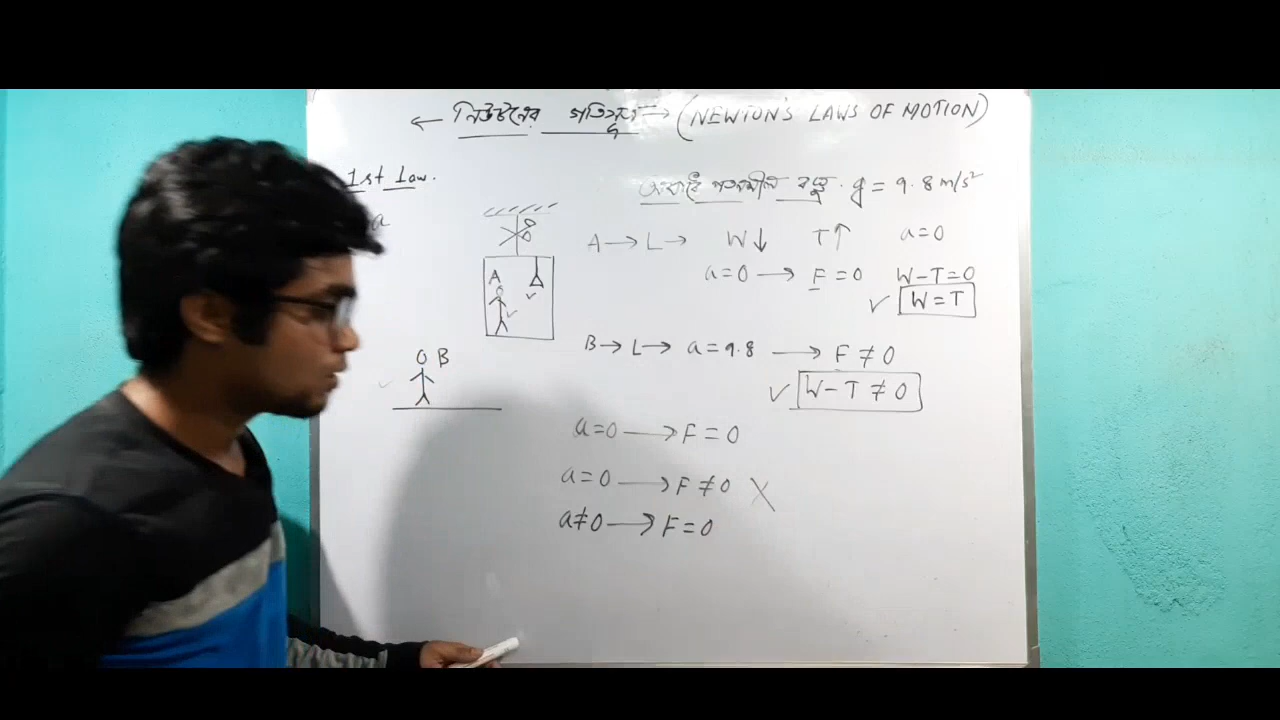 ← নিউটনের গতিসূত্র → (NEWTON'S LAWS OF MOTION)
1st Law.
a
অবাধে পতনশীল বস্তু. g = 9.8 m/s²
A → L → W↓ T↑ a=0
a=0 → F=0 W-T=0
✓ W=T
A
B
B → L → a=9.8 → F≠0
✓ W-T≠0
a=0 → F=0
a=0 → F≠0 X
a≠0 → F=0